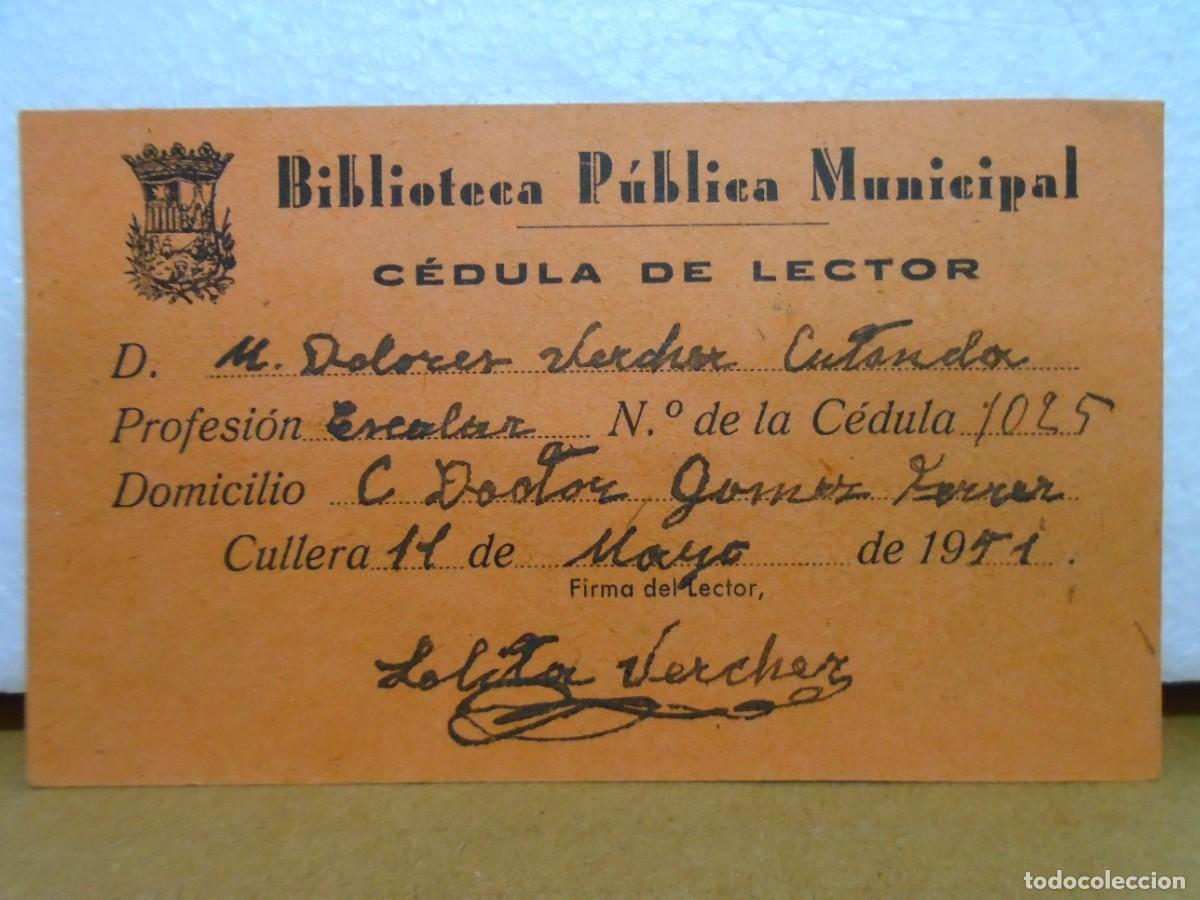 Biblioteca Pública Municipal
CÉDULA DE LECTOR
D. M. Dolores Vercher Cutanda
Profesión Escolar N.º de la Cédula 1025
Domicilio C Doctor Gomez Ferrer
Cullera 11 de Mayo de 1951.
Firma del Lector,
Lolita Vercher
todocoleccion